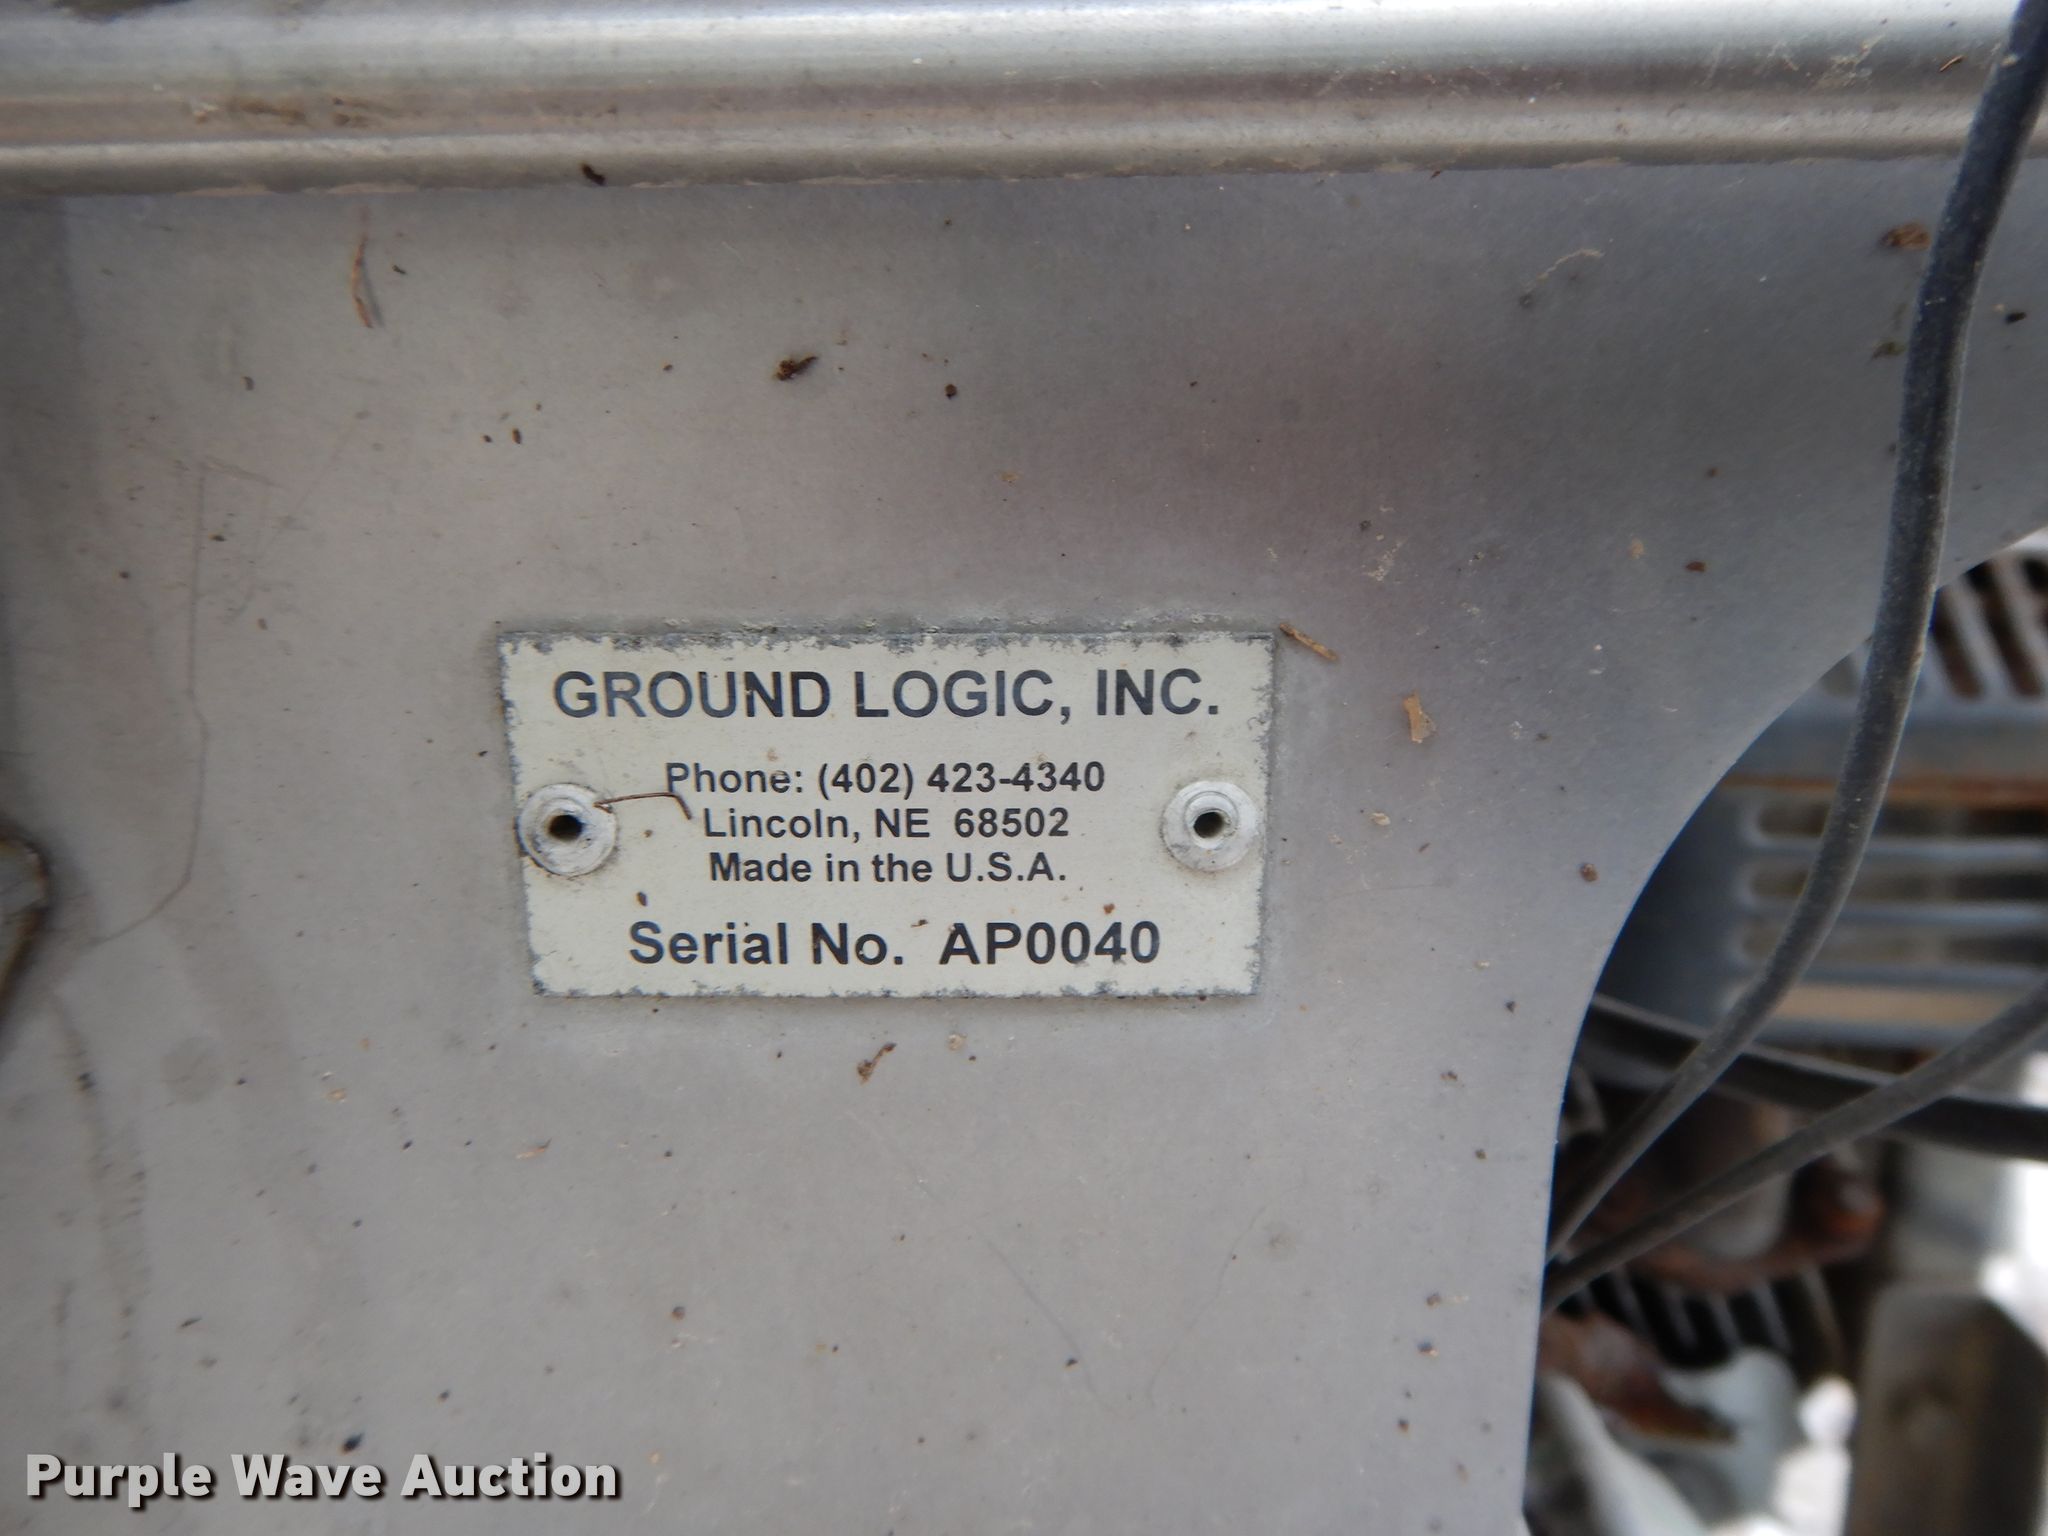 GROUND LOGIC, INC.
Phone: (402) 423-4340
Lincoln, NE 68502
Made in the U.S.A.
Serial No. AP0040
Purple Wave Auction